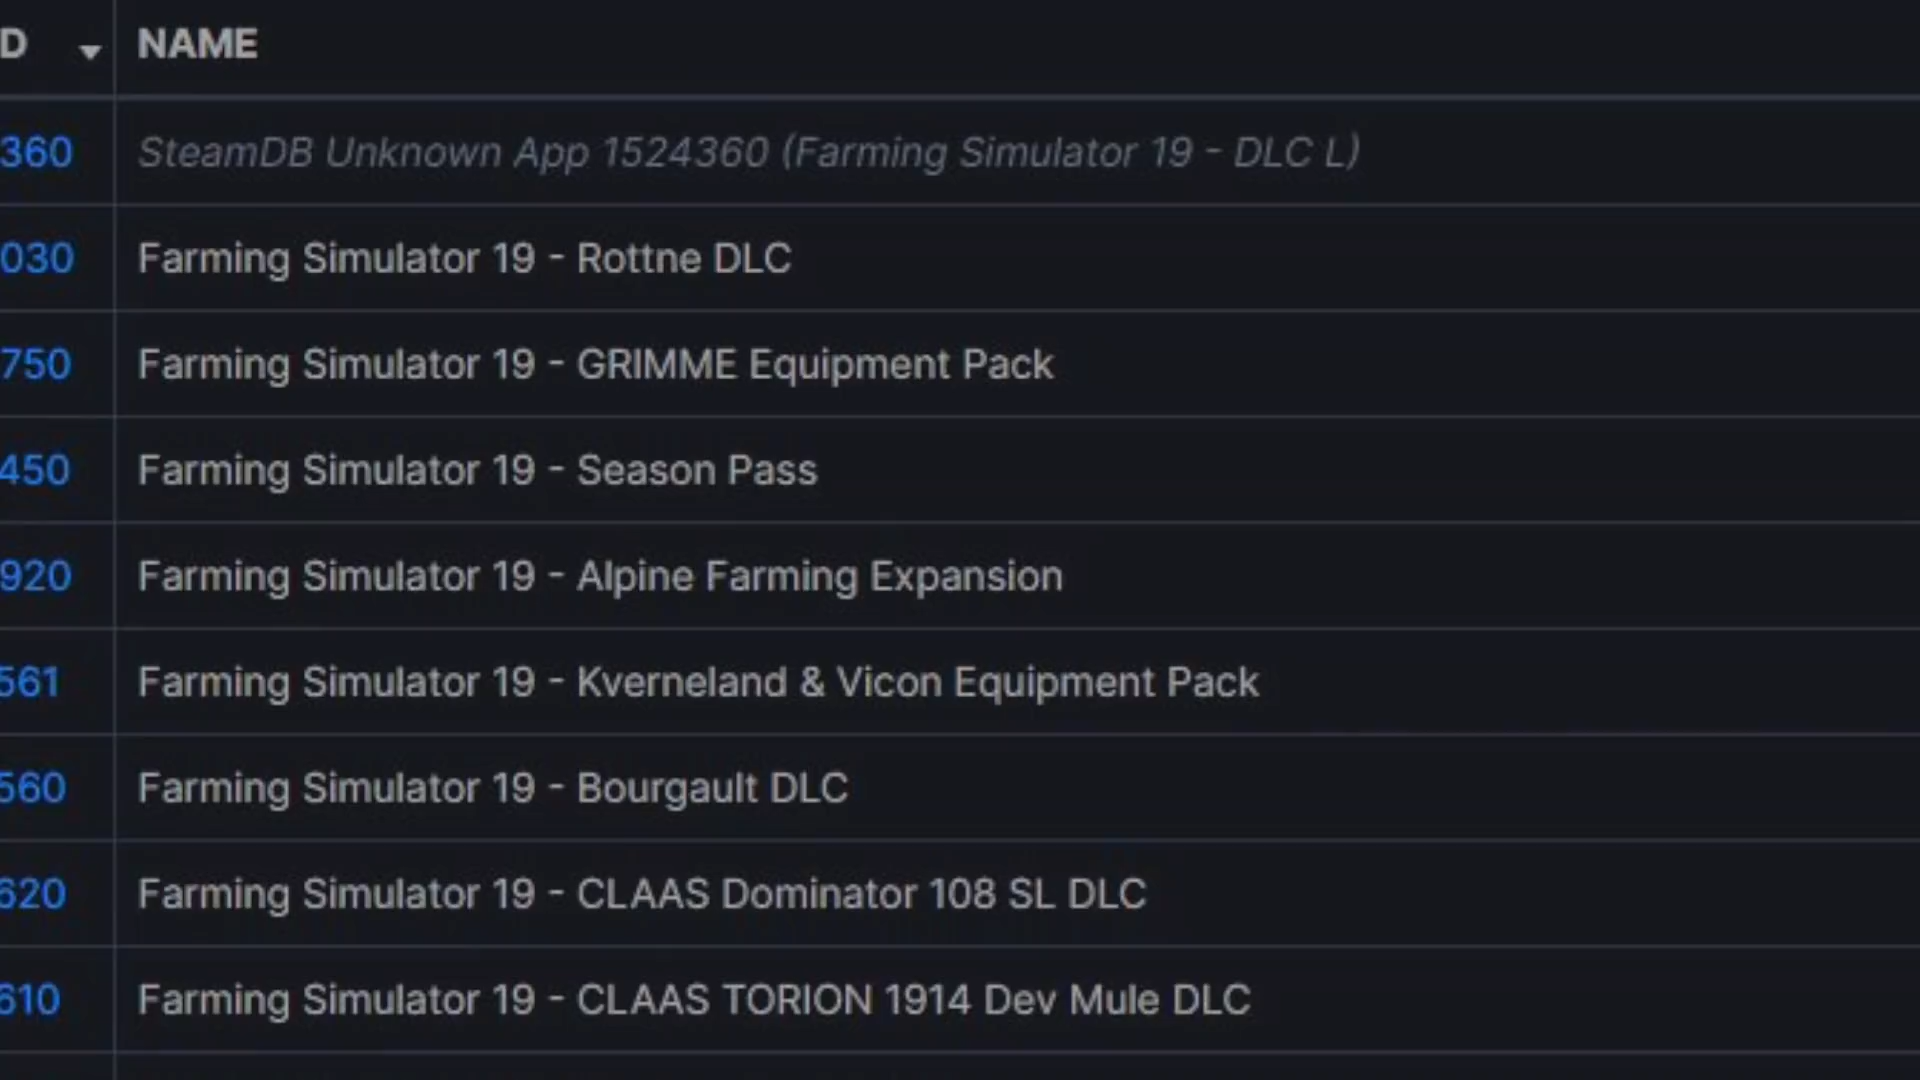 D NAME
360 SteamDB Unknown App 1524360 (Farming Simulator 19 - DLC L)
030 Farming Simulator 19 - Rottne DLC
750 Farming Simulator 19 - GRIMME Equipment Pack
450 Farming Simulator 19 - Season Pass
920 Farming Simulator 19 - Alpine Farming Expansion
561 Farming Simulator 19 - Kverneland & Vicon Equipment Pack
560 Farming Simulator 19 - Bourgault DLC
620 Farming Simulator 19 - CLAAS Dominator 108 SL DLC
610 Farming Simulator 19 - CLAAS TORION 1914 Dev Mule DLC